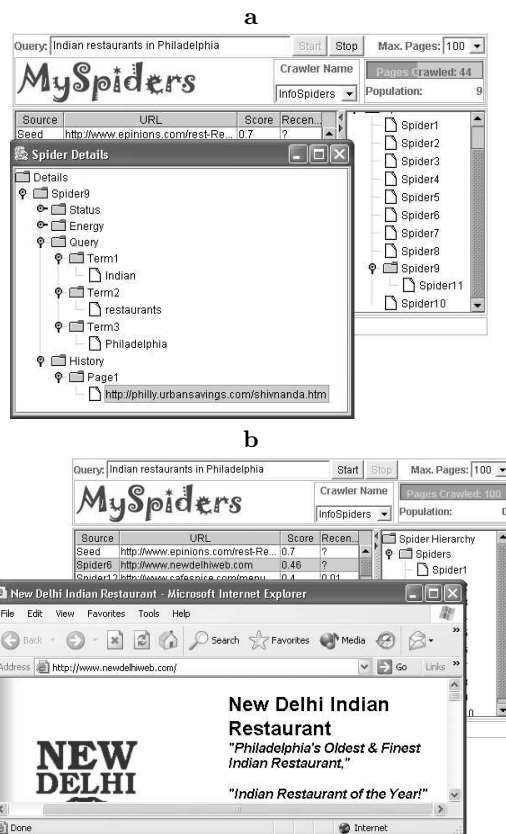 a
Query: Indian restaurants in Philadelphia Start Stop Max. Pages: 100
MySpiders
Crawler Name
InfoSpiders
Pages Crawled: 44
Population: 9
Source URL Score Recen...
Seed http://www.epinions.com/rest-Re... 0.7 ?
Spider Details
Details
Spider9
Status
Energy
Query
Term1
Indian
Term2
restaurants
Term3
Philadelphia
History
Page1
http://philly.urbansavings.com/shivnanda.htm
Spider1
Spider2
Spider3
Spider4
Spider5
Spider6
Spider7
Spider8
Spider9
Spider11
Spider10
b
Query: Indian restaurants in Philadelphia Start Stop Max. Pages: 100
MySpiders
Crawler Name
InfoSpiders
Pages Crawled: 100
Population: 0
Source URL Score Recen...
Seed http://www.epinions.com/rest-Re... 0.7 ?
Spider6 http://www.newdelhiweb.com 0.46 ?
Spider12 http://www.cafespice.com/menu 0.4 0.01
Spider Hierarchy
Spiders
Spider1
New Delhi Indian Restaurant - Microsoft Internet Explorer
File Edit View Favorites Tools Help
Back Search Favorites Media
Address http://www.newdelhiweb.com/ Go Links
NEW
DELHI
New Delhi Indian
Restaurant
"Philadelphia's Oldest & Finest
Indian Restaurant,"
"Indian Restaurant of the Year!"
Done Internet